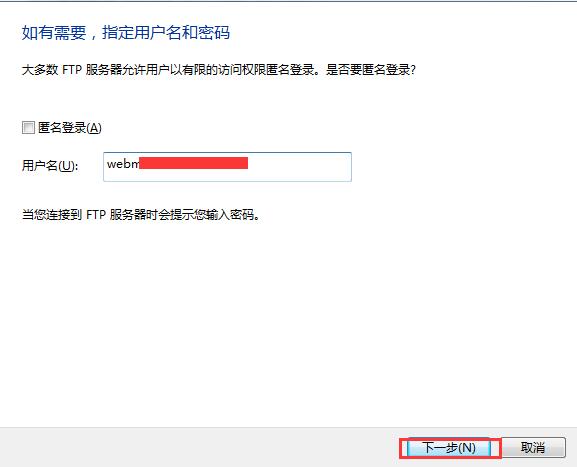 如有需要，指定用户名和密码
大多数 FTP 服务器允许用户以有限的访问权限匿名登录。是否要匿名登录?
匿名登录(A)
用户名(U): webm
当您连接到 FTP 服务器时会提示您输入密码。
下一步(N) 取消